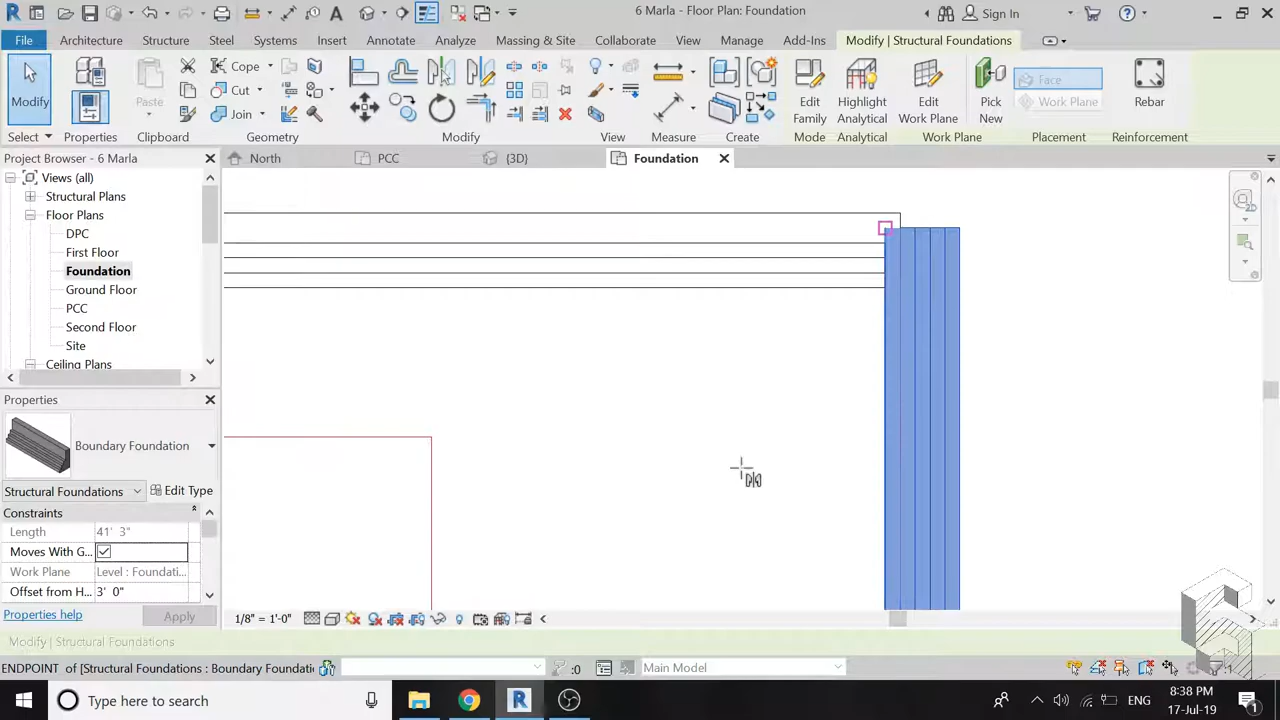 6 Marla - Floor Plan: Foundation
Sign In
File
Architecture
Structure
Steel
Systems
Insert
Annotate
Analyze
Massing & Site
Collaborate
View
Manage
Add-Ins
Modify | Structural Foundations
Modify
Paste
Cope
Cut
Join
Edit
Family
Highlight
Analytical
Edit
Work Plane
Pick
New
Face
Work Plane
Rebar
Select
Properties
Clipboard
Geometry
Modify
View
Measure
Create
Mode
Analytical
Work Plane
Placement
Reinforcement
Project Browser - 6 Marla
North
PCC
{3D}
Foundation
Views (all)
Structural Plans
Floor Plans
DPC
First Floor
Foundation
Ground Floor
PCC
Second Floor
Site
Ceiling Plans
2D
Properties
Boundary Foundation
Structural Foundations
Edit Type
Constraints
Length
41' 3"
Moves With G...
Work Plane
Level : Foundati...
Offset from H...
3' 0"
Properties help
Apply
1/8" = 1'-0"
Modify | Structural Foundations
ENDPOINT of [Structural Foundations : Boundary Foundatio
:0
Main Model
Type here to search
ENG
8:38 PM
17-Jul-19
1